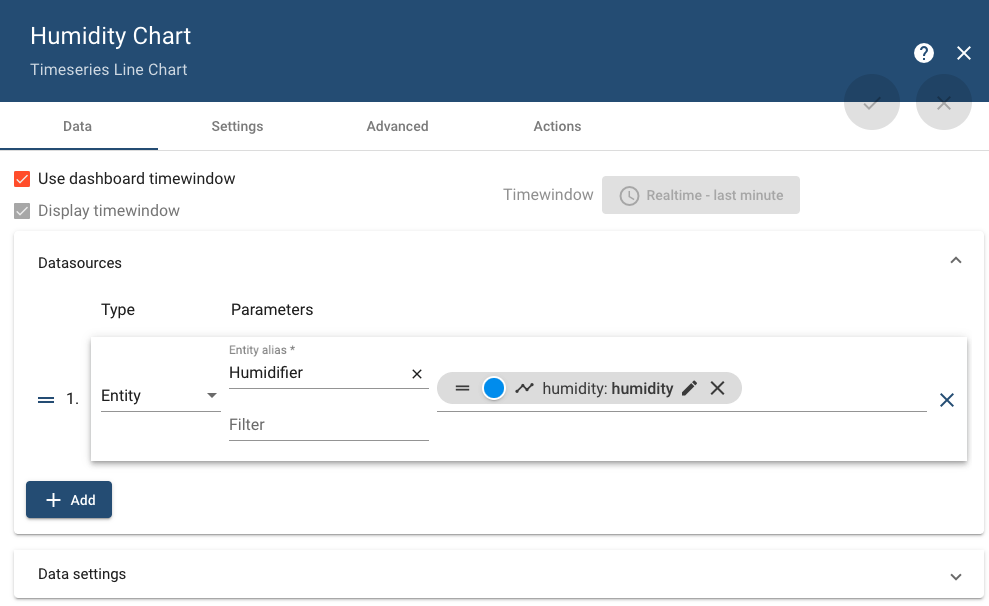 Humidity Chart
Timeseries Line Chart
Data Settings Advanced Actions
Use dashboard timewindow
Display timewindow
Timewindow Realtime - last minute
Datasources
Type Parameters
1. Entity
Entity alias *
Humidifier
Filter
humidity: humidity
Add
Data settings